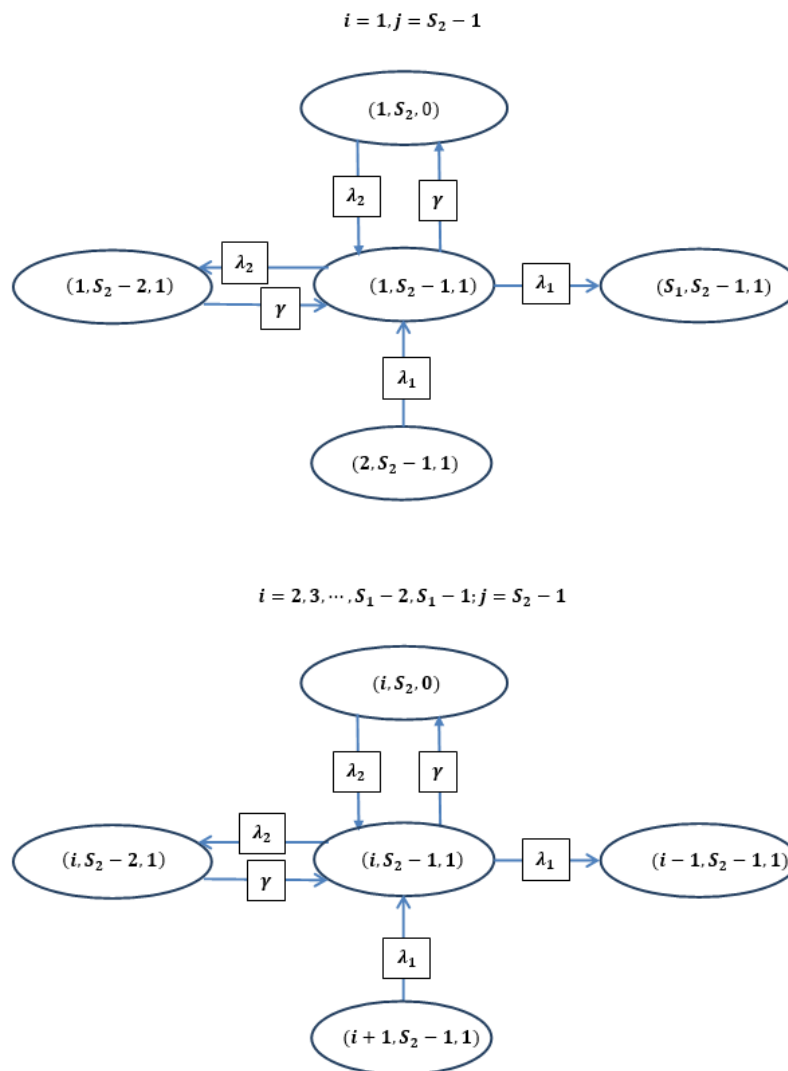 i = 1, j = S₂ − 1
(1, S₂, 0)
λ₂ γ
λ₂
(1, S₂ − 2, 1) (1, S₂ − 1, 1) λ₁ (S₁, S₂ − 1, 1)
γ
λ₁
(2, S₂ − 1, 1)
i = 2, 3, ⋯, S₁ − 2, S₁ − 1; j = S₂ − 1
(i, S₂, 0)
λ₂ γ
λ₂
(i, S₂ − 2, 1) (i, S₂ − 1, 1) λ₁ (i − 1, S₂ − 1, 1)
γ
λ₁
(i + 1, S₂ − 1, 1)